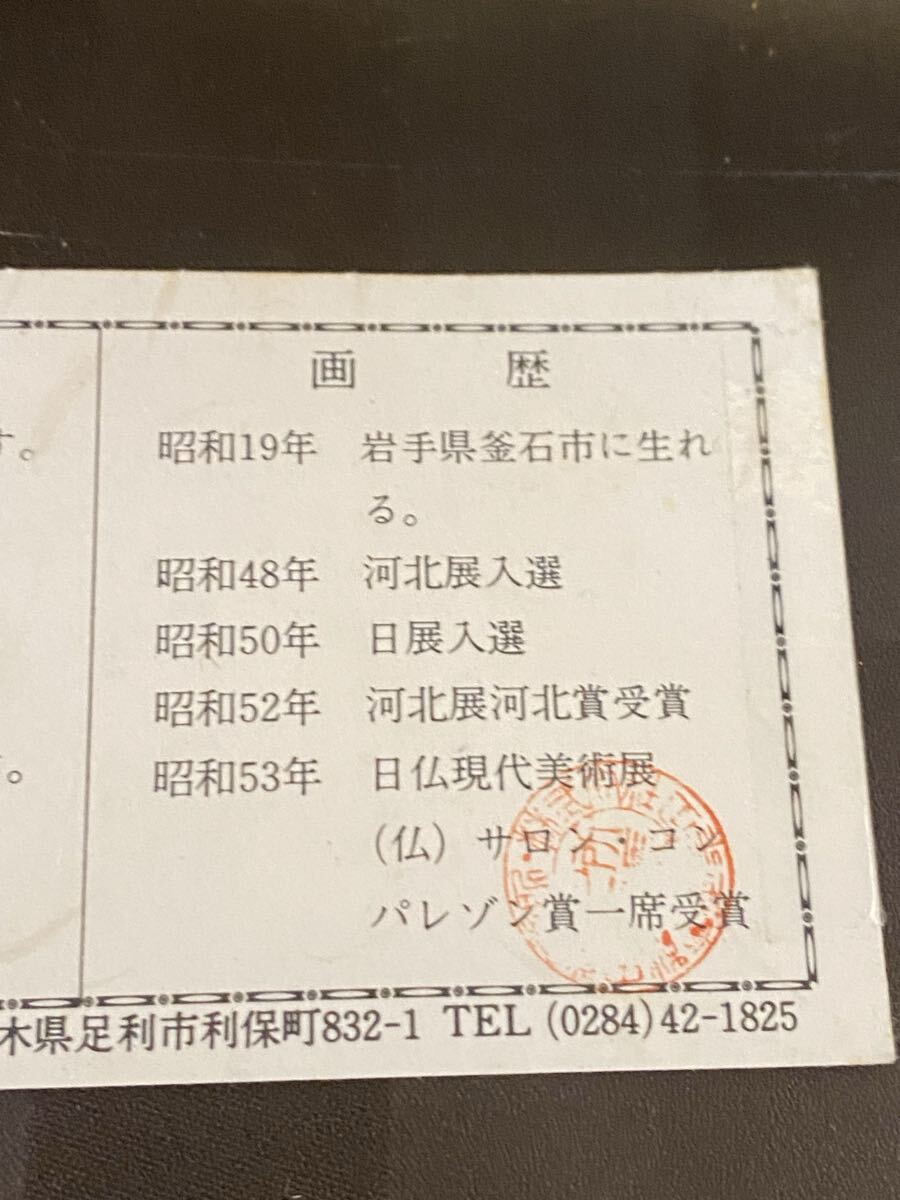 画歴
昭和19年 岩手県釜石市に生れ
る。
昭和48年 河北展入選
昭和50年 日展入選
昭和52年 河北展河北賞受賞
昭和53年 日仏現代美術展
(仏) サロン・コン
パレゾン賞一席受賞
す。
。
木県足利市利保町832-1 TEL (0284)42-1825